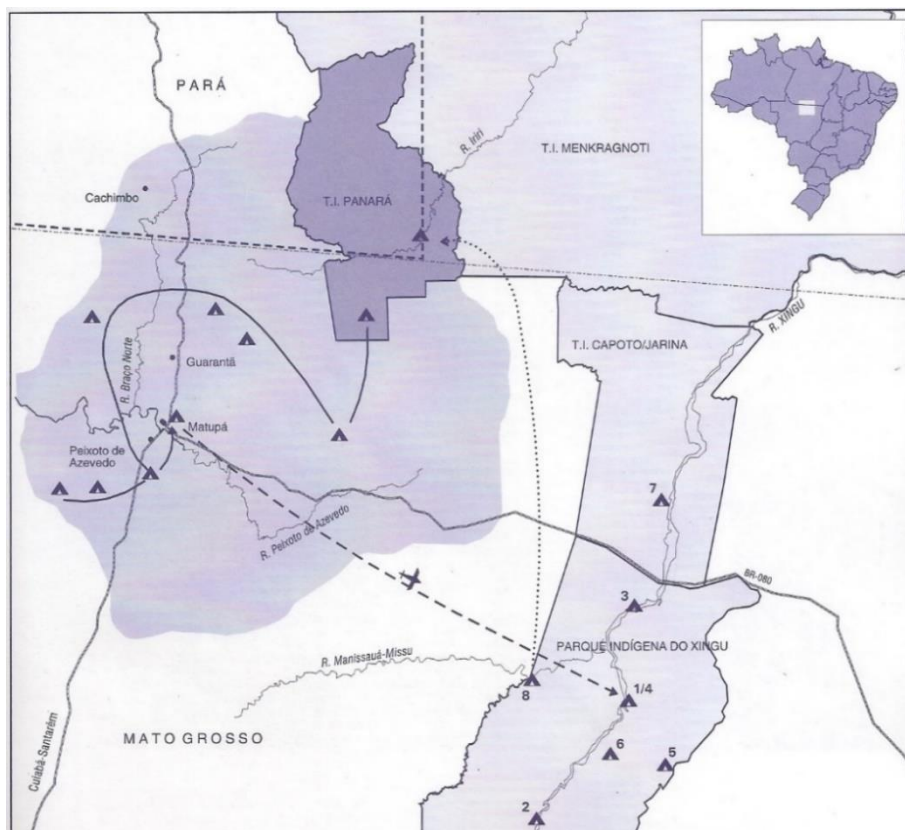 PARÁ
R. Iriri
T.I. MENKRAGNOTI
Cachimbo
T.I. PANARÁ
R. XINGU
R. Braço Norte
Guarantã
T.I. CAPOTO/JARINA
Matupá
Peixoto de
Azevedo
7
R. Peixoto de Azevedo
BR-080
3
PARQUE INDÍGENA DO XINGU
R. Manissauá-Missu
8
1/4
MATO GROSSO
6
5
Cuiabá-Santarém
2